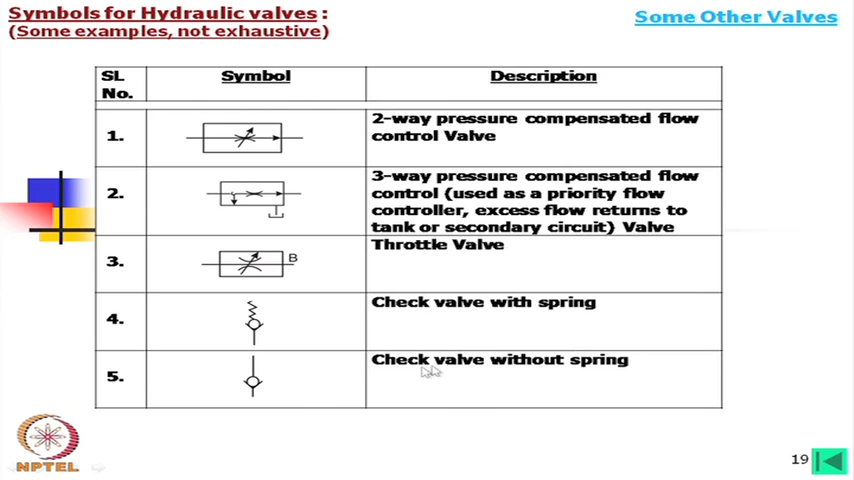 Symbols for Hydraulic valves :
(Some examples, not exhaustive)
Some Other Valves
SL
No.
Symbol
Description
1.
2-way pressure compensated flow
control Valve
2.
3-way pressure compensated flow
control (used as a priority flow
controller, excess flow returns to
tank or secondary circuit) Valve
3.
B
Throttle Valve
4.
Check valve with spring
5.
Check valve without spring
NPTEL
19